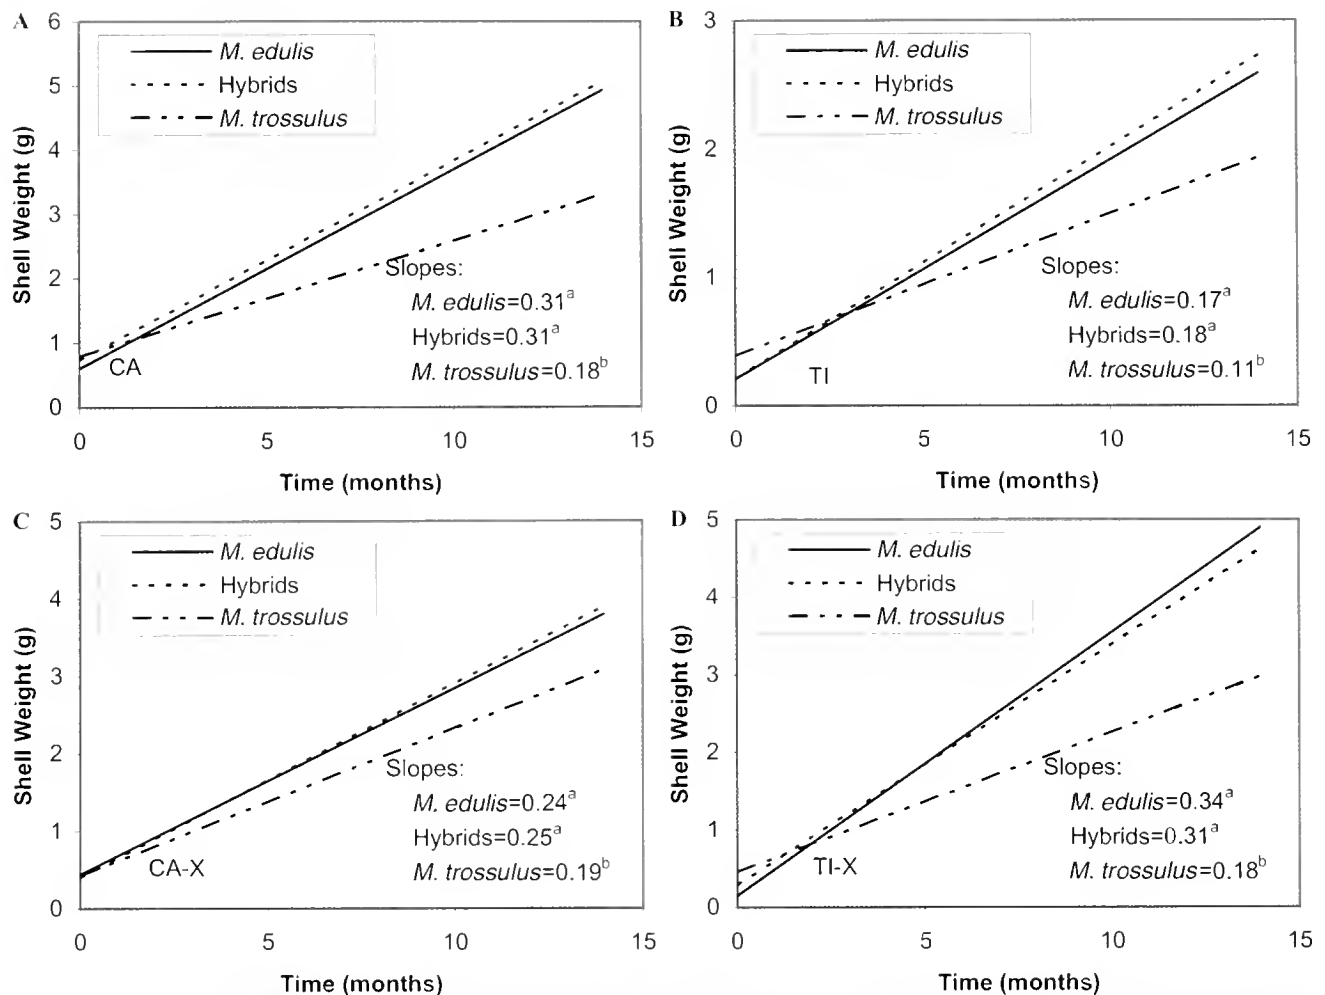 A
6
5
4
3
2
1
0
Shell Weight (g)
M. edulis
Hybrids
M. trossulus
Slopes:
M. edulis=0.31a
Hybrids=0.31a
M. trossulus=0.18b
CA
0
5
10
15
Time (months)
B
3
2
1
0
Shell Weight (g)
M. edulis
Hybrids
M. trossulus
Slopes:
M. edulis=0.17a
Hybrids=0.18a
M. trossulus=0.11b
TI
0
5
10
15
Time (months)
C
5
4
3
2
1
0
Shell Weight (g)
M. edulis
Hybrids
M. trossulus
Slopes:
M. edulis=0.24a
Hybrids=0.25a
M. trossulus=0.19b
CA-X
0
5
10
15
Time (months)
D
5
4
3
2
1
0
Shell Weight (g)
M. edulis
Hybrids
M. trossulus
Slopes:
M. edulis=0.34a
Hybrids=0.31a
M. trossulus=0.18b
TI-X
0
5
10
15
Time (months)